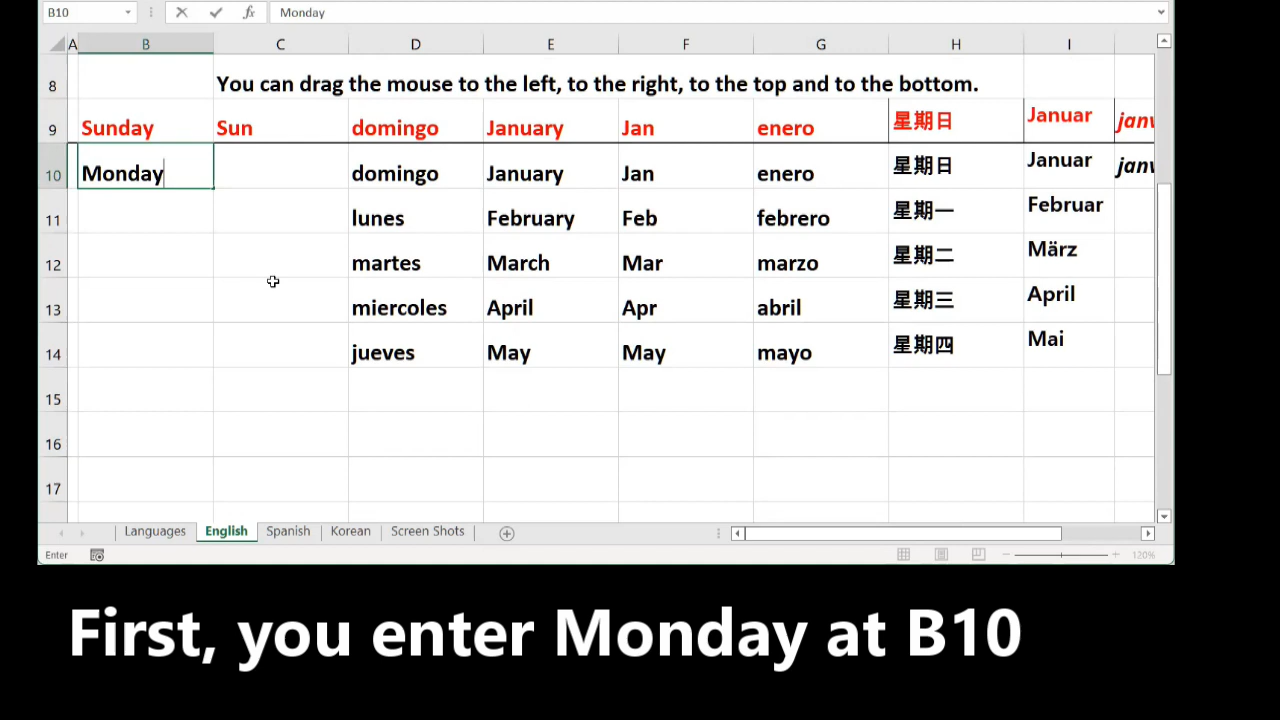 B10 fx Monday
A B C D E F G H I
8 You can drag the mouse to the left, to the right, to the top and to the bottom.
9 Sunday Sun domingo January Jan enero 星期日 Januar janv
10 Monday domingo January Jan enero 星期日 Januar janv
11 lunes February Feb febrero 星期一 Februar
12 martes March Mar marzo 星期二 März
13 miercoles April Apr abril 星期三 April
14 jueves May May mayo 星期四 Mai
15
16
17
Languages English Spanish Korean Screen Shots
Enter 120%
First, you enter Monday at B10